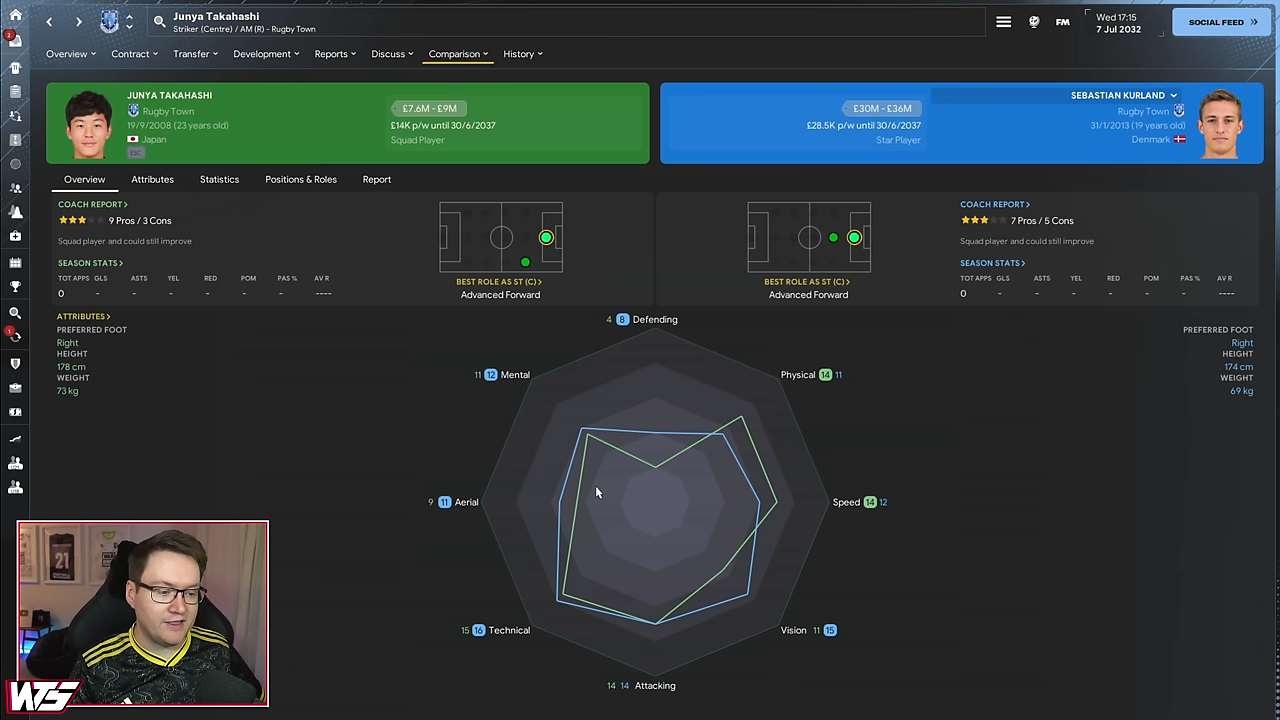 Junya Takahashi
Striker (Centre) / AM (R) - Rugby Town
FM
Wed 17:15
7 Jul 2032
SOCIAL FEED
2
Overview Contract Transfer Development Reports Discuss Comparison History
JUNYA TAKAHASHI
Rugby Town
19/9/2008 (23 years old)
Japan
£7.6M - £9M
£14K p/w until 30/6/2037
Squad Player
SEBASTIAN KURLAND
Rugby Town
31/1/2013 (19 years old)
Denmark
£30M - £36M
£28.5K p/w until 30/6/2037
Star Player
Overview Attributes Statistics Positions & Roles Report
COACH REPORT
9 Pros / 3 Cons
Squad player and could still improve
SEASON STATS
TOT APPS GLS ASTS YEL RED POM PAS % AV R
0 - - - - - - ----
BEST ROLE AS ST (C)
Advanced Forward
BEST ROLE AS ST (C)
Advanced Forward
COACH REPORT
7 Pros / 5 Cons
Squad player and could still improve
SEASON STATS
TOT APPS GLS ASTS YEL RED POM PAS % AV R
0 - - - - - - ----
1
ATTRIBUTES
PREFERRED FOOT
Right
HEIGHT
178 cm
WEIGHT
73 kg
PREFERRED FOOT
Right
HEIGHT
174 cm
WEIGHT
69 kg
4 8 Defending
11 12 Mental
Physical 14 11
9 11 Aerial
Speed 14 12
15 16 Technical
Vision 11 15
14 14 Attacking
21
WTS